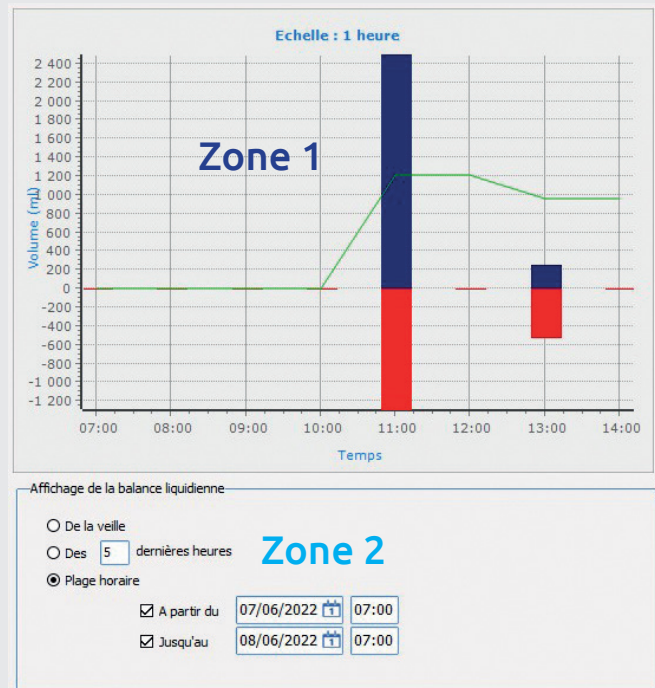 Echelle : 1 heure
2 400
2 200
2 000
1 800
1 600
1 400
1 200
000
800
600
400
200
0
-200
-400
-600
-800
-1 000
-1 200
Volume (ml)
Zone 1
07:00 08:00 09:00 10:00 11:00 12:00 13:00 14:00
Temps
Affichage de la balance liquidienne
De la veille
Des 5 dernières heures
Zone 2
Plage horaire
A partir du 07/06/2022 1 07:00
Jusqu'au 08/06/2022 1 07:00